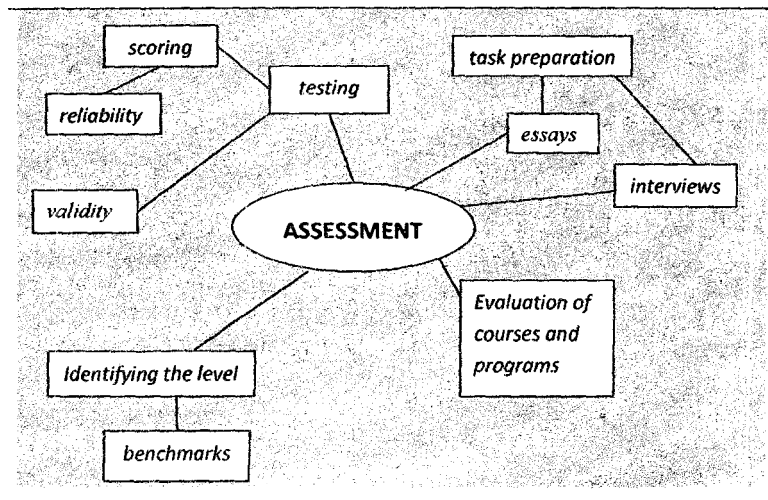 scoring
task preparation
testing
reliability
essays
interviews
validity
ASSESSMENT
Evaluation of
courses and
programs
Identifying the level
benchmarks